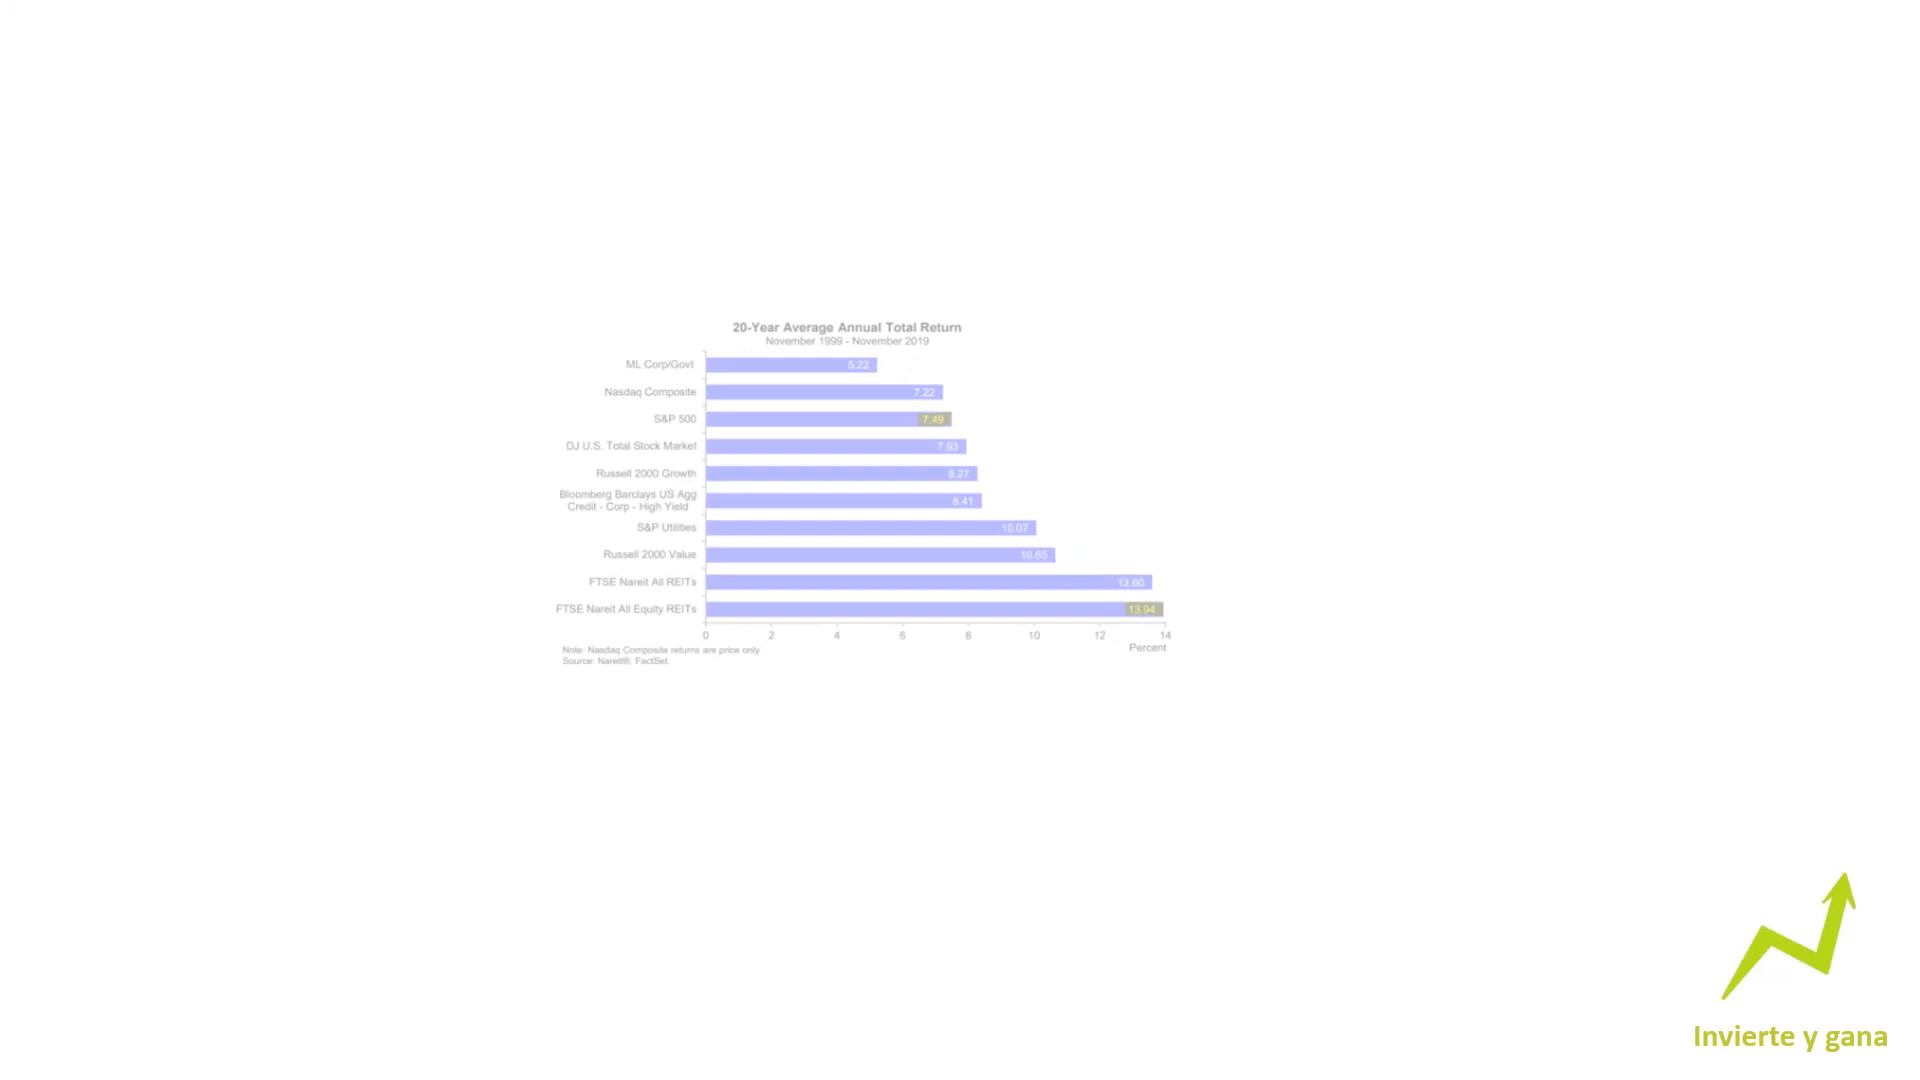 20-Year Average Annual Total Return
November 1999 - November 2019
ML Corp/Govt 5.22
Nasdaq Composite 7.22
S&P 500 7.49
DJ U.S. Total Stock Market 7.93
Russell 2000 Growth 8.27
Bloomberg Barclays US Agg
Credit - Corp - High Yield 8.41
S&P Utilities 10.07
Russell 2000 Value 10.65
FTSE Nareit All REITs 13.60
FTSE Nareit All Equity REITs 13.94
0 2 4 6 8 10 12 14
Percent
Note: Nasdaq Composite returns are price only.
Source: Nareit®, FactSet.
Invierte y gana